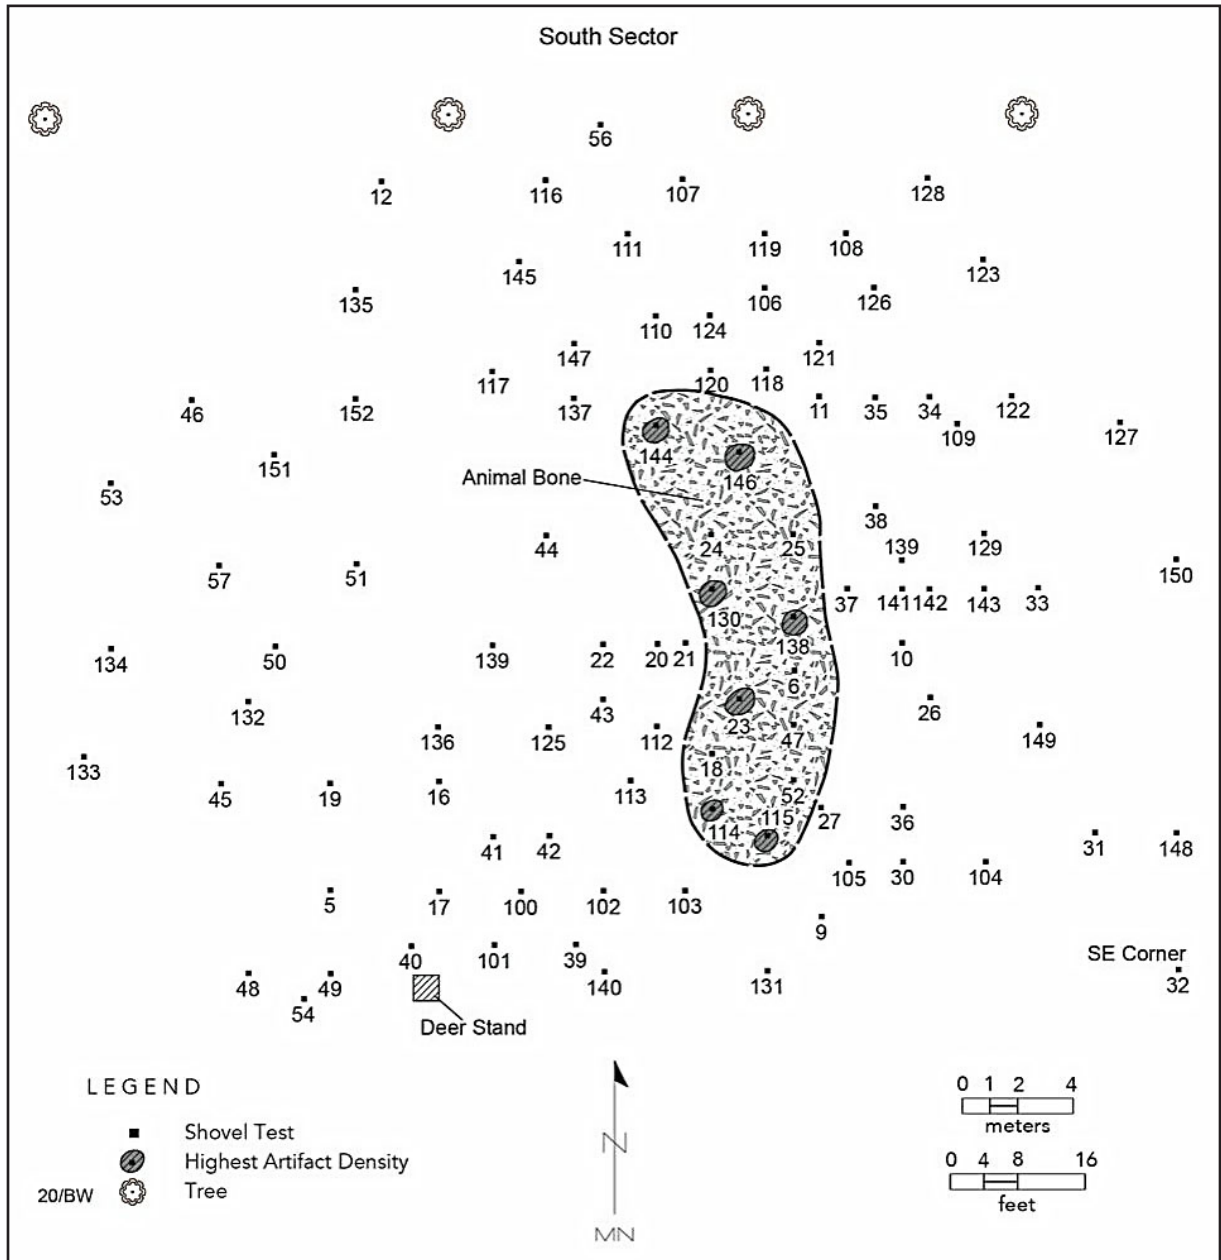 South Sector
56
12 116 107 128
111 119 108
145 123
135 106 126
110 124
147 121
117 120 118
46 152 137 11 35 34 122
109 127
144
151 146
Animal Bone
53
38
44 24 25 139 129
57 51 150
130 37 141 142 143 33
134 50 139 22 20 21 138 10
6
132 43 26
136 125 112 23 47 149
133 18
45 19 16 113 52
114 115 27 36
41 42 31 148
105 30 104
5 17 100 102 103
9
40 101 39 SE Corner
48 49 140 131 32
54
Deer Stand
LEGEND
Shovel Test
Highest Artifact Density
20/BW Tree
N
MN
0 1 2 4
meters
0 4 8 16
feet